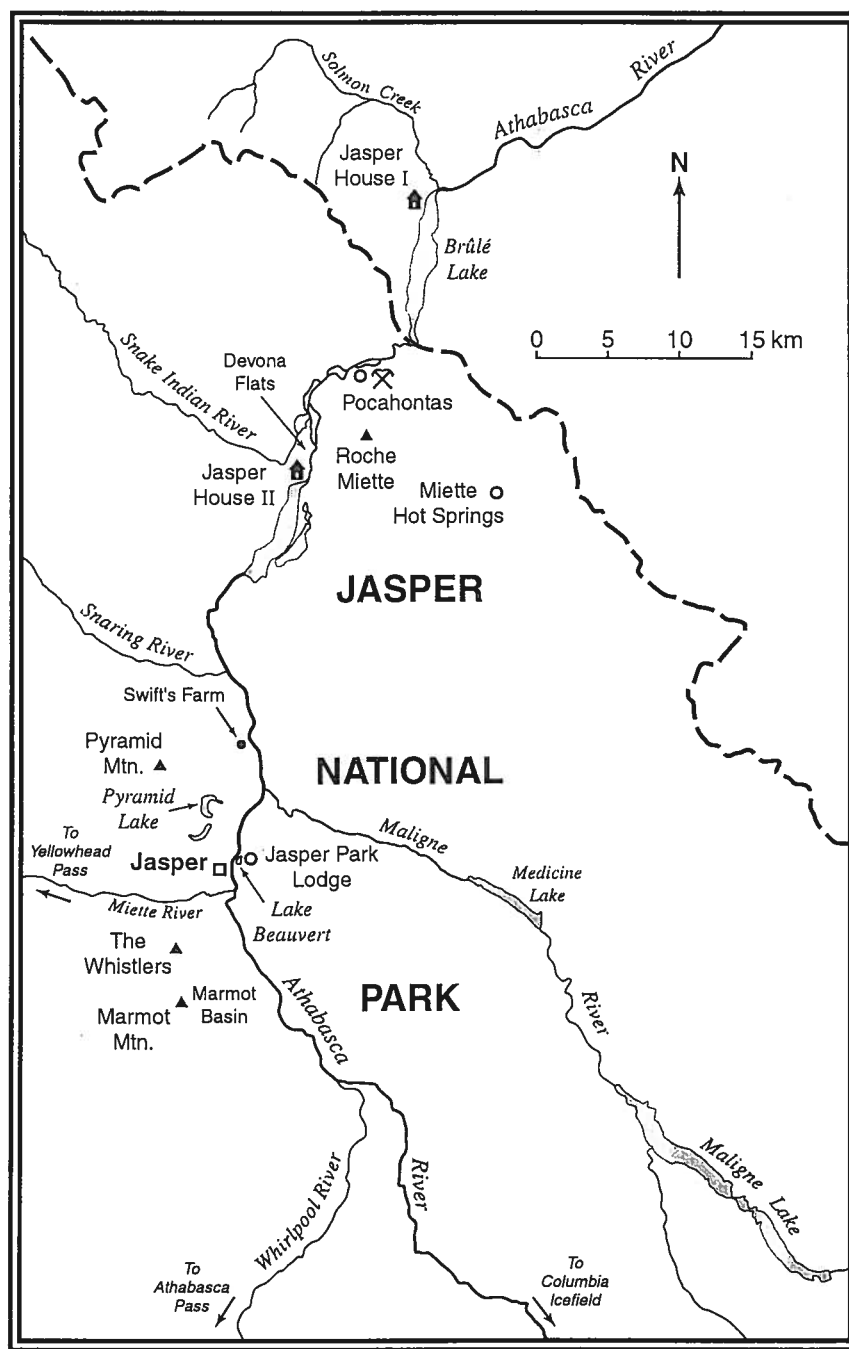 Solmon Creek
Athabasca River
Jasper
House I
N
Brûlé
Lake
0 5 10 15 km
Snake Indian River
Devona
Flats
Pocahontas
Roche
Miette
Jasper
House II
Miette
Hot Springs
JASPER
Snaring River
Swift's Farm
Pyramid
Mtn.
NATIONAL
Pyramid
Lake
Maligne
To
Yellowhead
Pass
Jasper
Jasper Park
Lodge
Medicine
Lake
Miette River
Lake
Beauvert
The
Whistlers
Athabasca
PARK
River
Marmot
Basin
Marmot
Mtn.
Maligne Lake
Whirlpool River
River
To
Athabasca
Pass
To
Columbia
Icefield